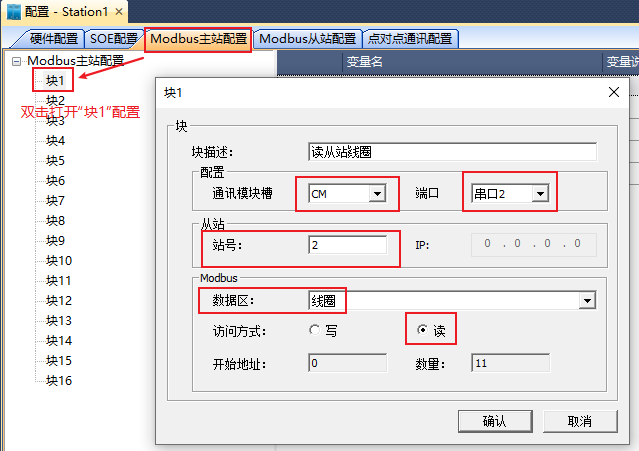 配置 - Station1
硬件配置 SOE配置 Modbus主站配置 Modbus从站配置 点对点通讯配置
Modbus主站配置
变量名
块1
双击打开“块1”配置
块2
块3
块4
块5
块6
块7
块8
块9
块10
块11
块12
块13
块14
块15
块16
块1
块
块描述: 读从站线圈
配置
通讯模块槽 CM 端口 串口2
从站
站号: 2 IP: 0 . 0 . 0 . 0
Modbus
数据区: 线圈
访问方式: 写 读
开始地址: 0 数量: 11
确认 取消